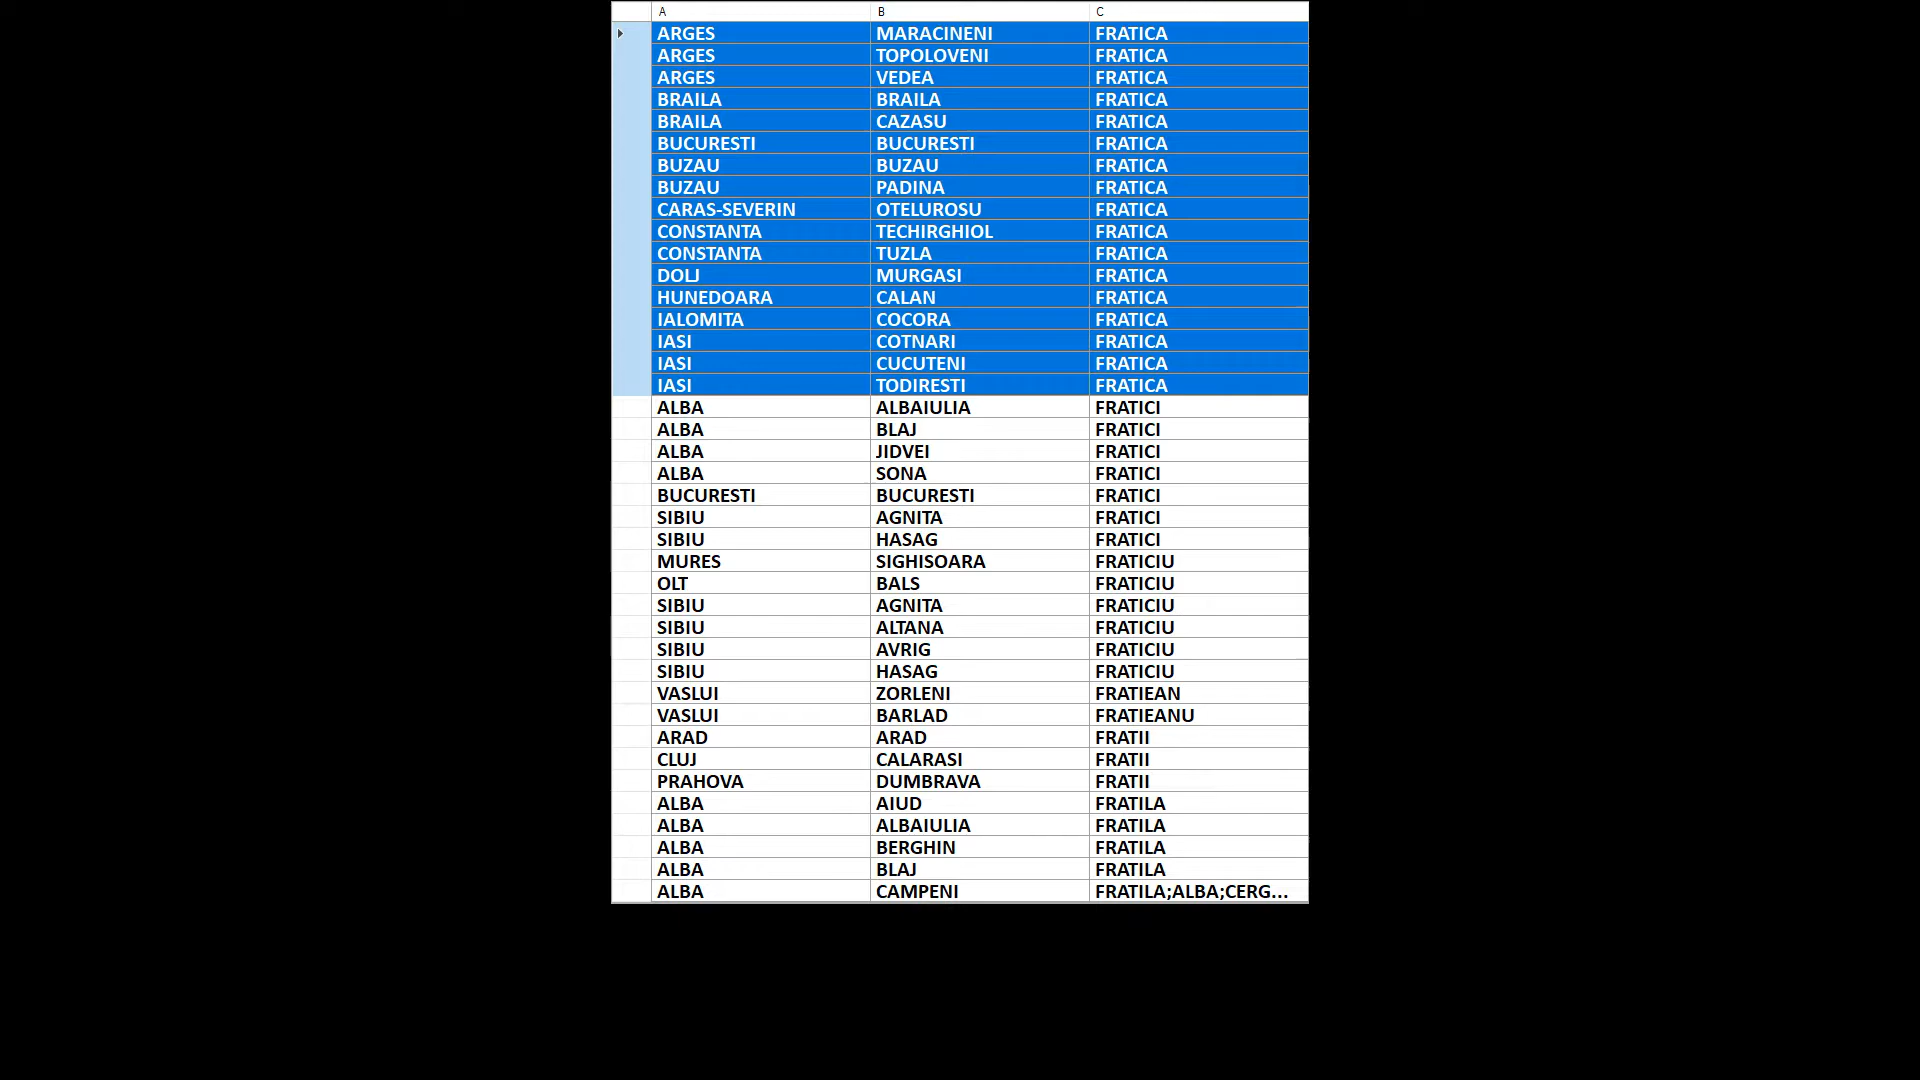 A B C
ARGES MARACINENI FRATICA
ARGES TOPOLOVENI FRATICA
ARGES VEDEA FRATICA
BRAILA BRAILA FRATICA
BRAILA CAZASU FRATICA
BUCURESTI BUCURESTI FRATICA
BUZAU BUZAU FRATICA
BUZAU PADINA FRATICA
CARAS-SEVERIN OTELUROSU FRATICA
CONSTANTA TECHIRGHIOL FRATICA
CONSTANTA TUZLA FRATICA
DOLJ MURGASI FRATICA
HUNEDOARA CALAN FRATICA
IALOMITA COCORA FRATICA
IASI COTNARI FRATICA
IASI CUCUTENI FRATICA
IASI TODIRESTI FRATICA
ALBA ALBAIULIA FRATICI
ALBA BLAJ FRATICI
ALBA JIDVEI FRATICI
ALBA SONA FRATICI
BUCURESTI BUCURESTI FRATICI
SIBIU AGNITA FRATICI
SIBIU HASAG FRATICI
MURES SIGHISOARA FRATICIU
OLT BALS FRATICIU
SIBIU AGNITA FRATICIU
SIBIU ALTANA FRATICIU
SIBIU AVRIG FRATICIU
SIBIU HASAG FRATICIU
VASLUI ZORLENI FRATIEAN
VASLUI BARLAD FRATIEANU
ARAD ARAD FRATII
CLUJ CALARASI FRATII
PRAHOVA DUMBRAVA FRATII
ALBA AIUD FRATILA
ALBA ALBAIULIA FRATILA
ALBA BERGHIN FRATILA
ALBA BLAJ FRATILA
ALBA CAMPENI FRATILA;ALBA;CERG...